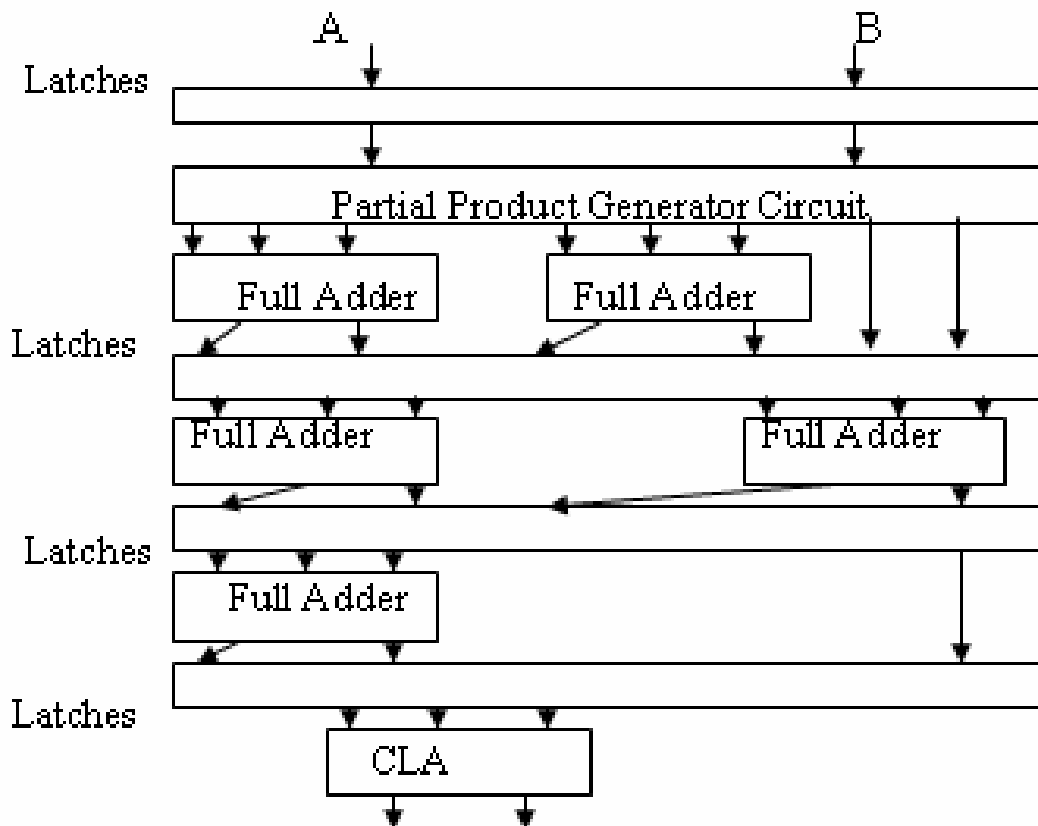 A B
Latches
Partial Product Generator Circuit
Full Adder Full Adder
Latches
Full Adder Full Adder
Latches
Full Adder
Latches
CLA